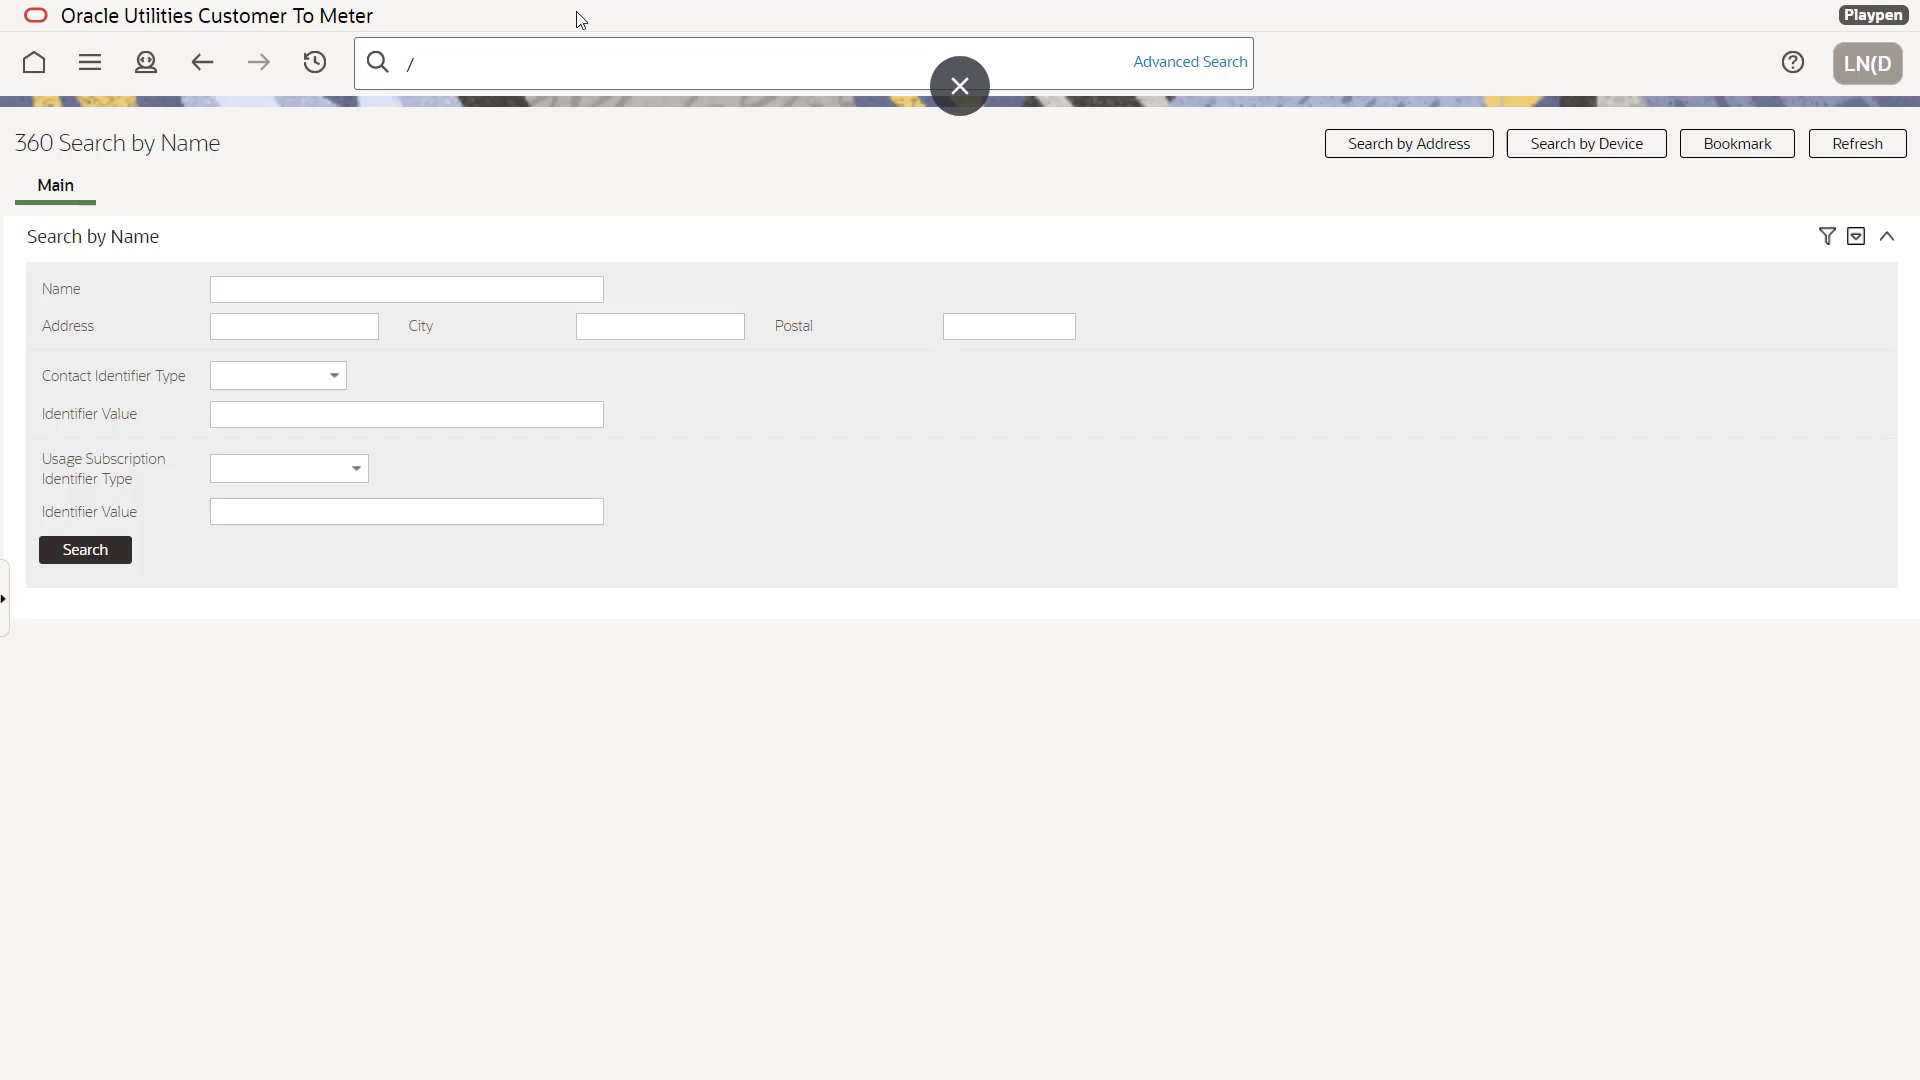 Oracle Utilities Customer To Meter
Playpen
/
Advanced Search
LN(D
360 Search by Name
Search by Address
Search by Device
Bookmark
Refresh
Main
Search by Name
Name
Address
City
Postal
Contact Identifier Type
Identifier Value
Usage Subscription
Identifier Type
Identifier Value
Search